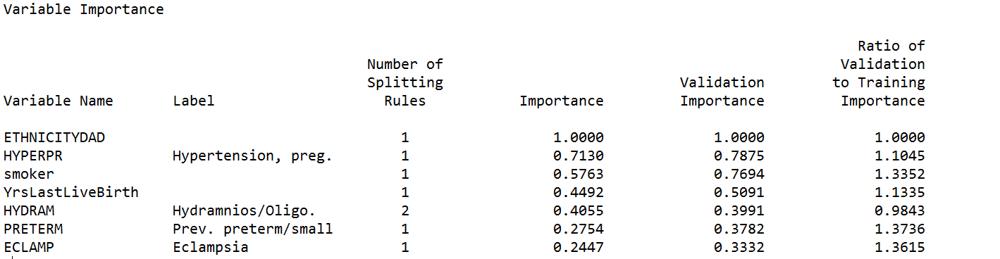 Variable Importance
Ratio of
Number of Validation
Splitting Validation to Training
Variable Name Label Rules Importance Importance Importance
ETHNICITYDAD 1 1.0000 1.0000 1.0000
HYPERPR Hypertension, preg. 1 0.7130 0.7875 1.1045
smoker 1 0.5763 0.7694 1.3352
YrsLastLiveBirth 1 0.4492 0.5091 1.1335
HYDRAM Hydramnios/Oligo. 2 0.4055 0.3991 0.9843
PRETERM Prev. preterm/small 1 0.2754 0.3782 1.3736
ECLAMP Eclampsia 1 0.2447 0.3332 1.3615